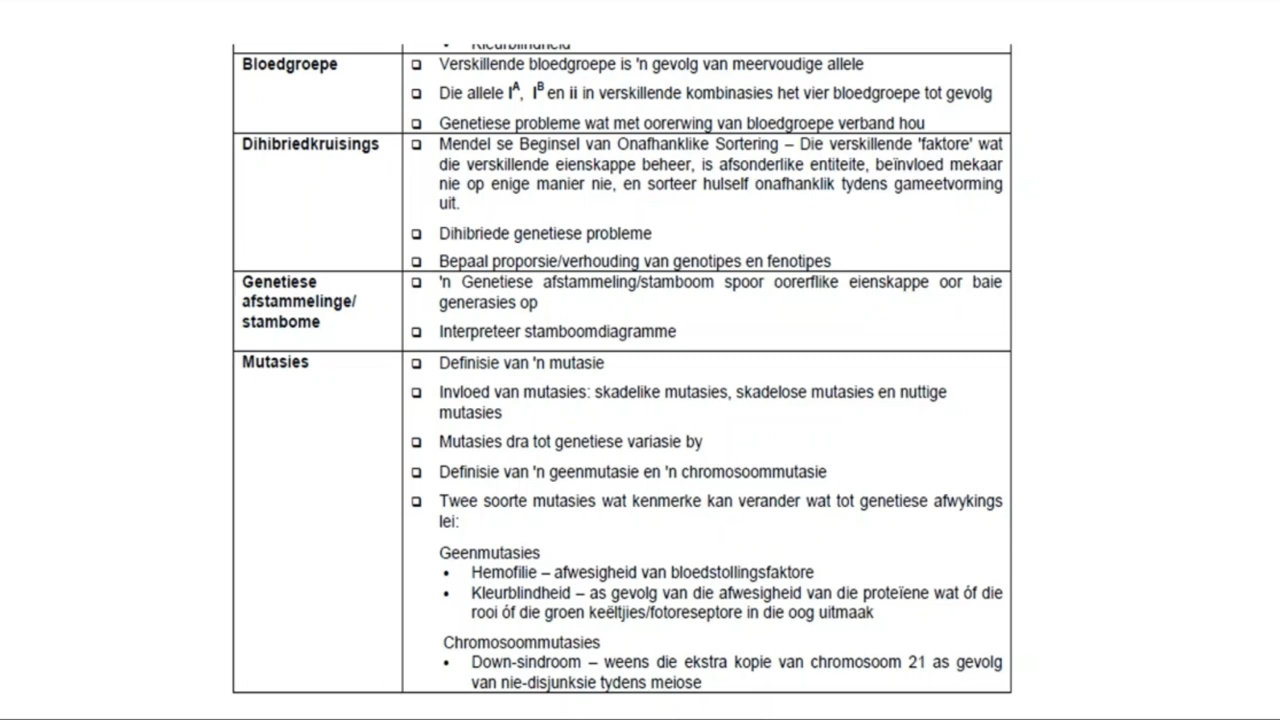 • Kleurblindheid
Bloedgroepe
❑ Verskillende bloedgroepe is 'n gevolg van meervoudige allele
❑ Die allele Iᴬ, Iᴮ en ii in verskillende kombinasies het vier bloedgroepe tot gevolg
❑ Genetiese probleme wat met oorerwing van bloedgroepe verband hou
Dihibriedkruisings
❑ Mendel se Beginsel van Onafhanklike Sortering – Die verskillende 'faktore' wat
die verskillende eienskappe beheer, is afsonderlike entiteite, beïnvloed mekaar
nie op enige manier nie, en sorteer hulself onafhanklik tydens gameetvorming
uit.
❑ Dihibriede genetiese probleme
❑ Bepaal proporsie/verhouding van genotipes en fenotipes
Genetiese
afstammelinge/
stambome
❑ 'n Genetiese afstammeling/stamboom spoor oorerflike eienskappe oor baie
generasies op
❑ Interpreteer stamboomdiagramme
Mutasies
❑ Definisie van 'n mutasie
❑ Invloed van mutasies: skadelike mutasies, skadelose mutasies en nuttige
mutasies
❑ Mutasies dra tot genetiese variasie by
❑ Definisie van 'n geenmutasie en 'n chromosoommutasie
❑ Twee soorte mutasies wat kenmerke kan verander wat tot genetiese afwykings
lei:
Geenmutasies
• Hemofilie – afwesigheid van bloedstollingsfaktore
• Kleurblindheid – as gevolg van die afwesigheid van die proteïene wat óf die
rooi óf die groen keëltjies/fotoreseptore in die oog uitmaak
Chromosoommutasies
• Down-sindroom – weens die ekstra kopie van chromosoom 21 as gevolg
van nie-disjunksie tydens meiose